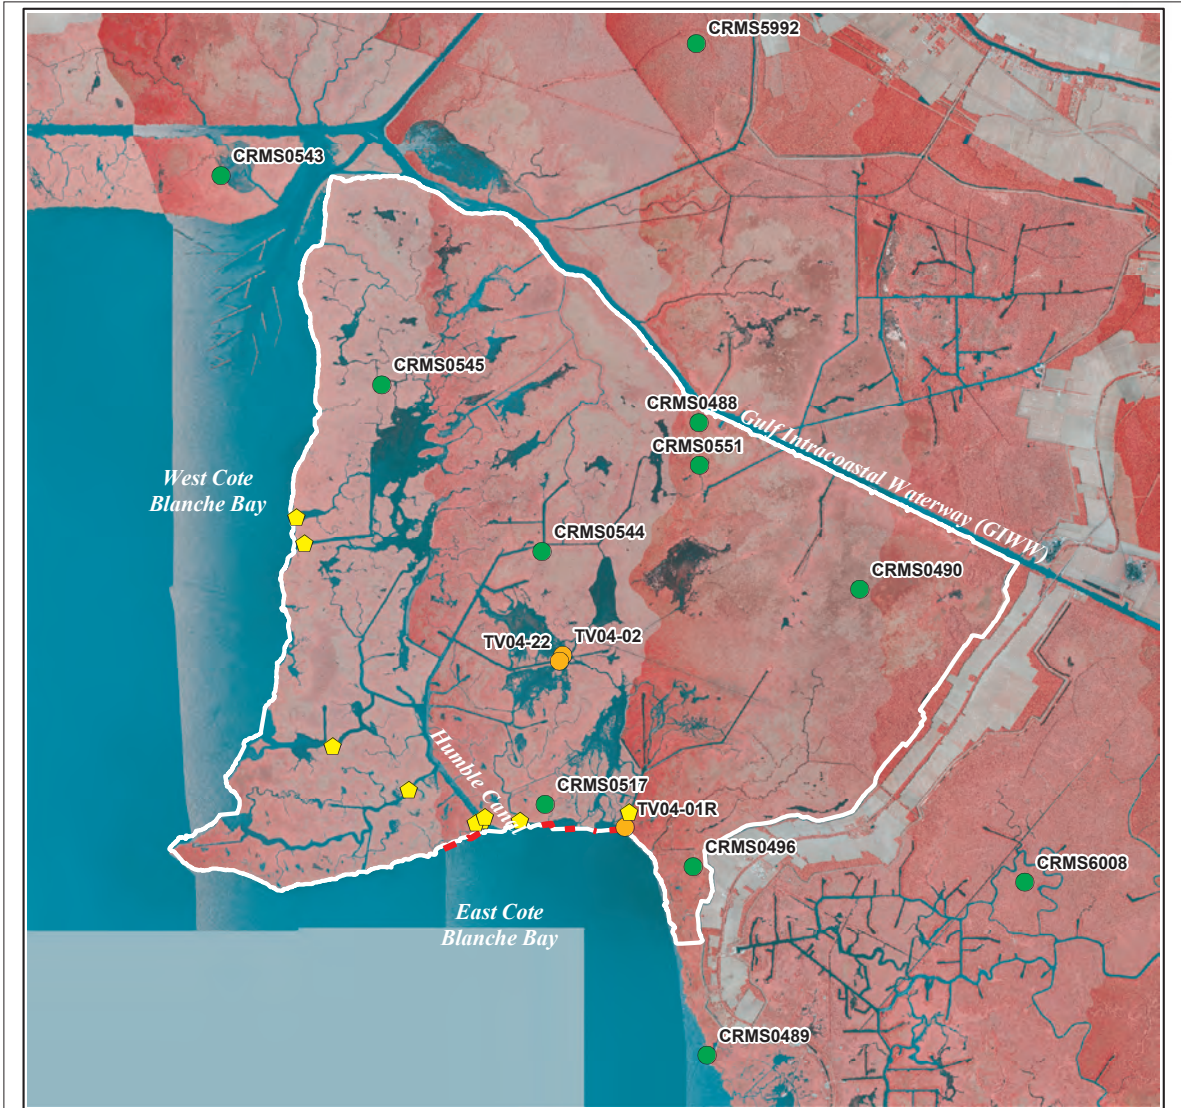 CRMS5992
CRMS0543
CRMS0545
CRMS0488
Gulf Intracoastal Waterway (GIWW)
CRMS0551
West Cote
Blanche Bay
CRMS0544
CRMS0490
TV04-22
TV04-02
Humble Canal
CRMS0517
TV04-01R
CRMS0496
CRMS6008
East Cote
Blanche Bay
CRMS0489